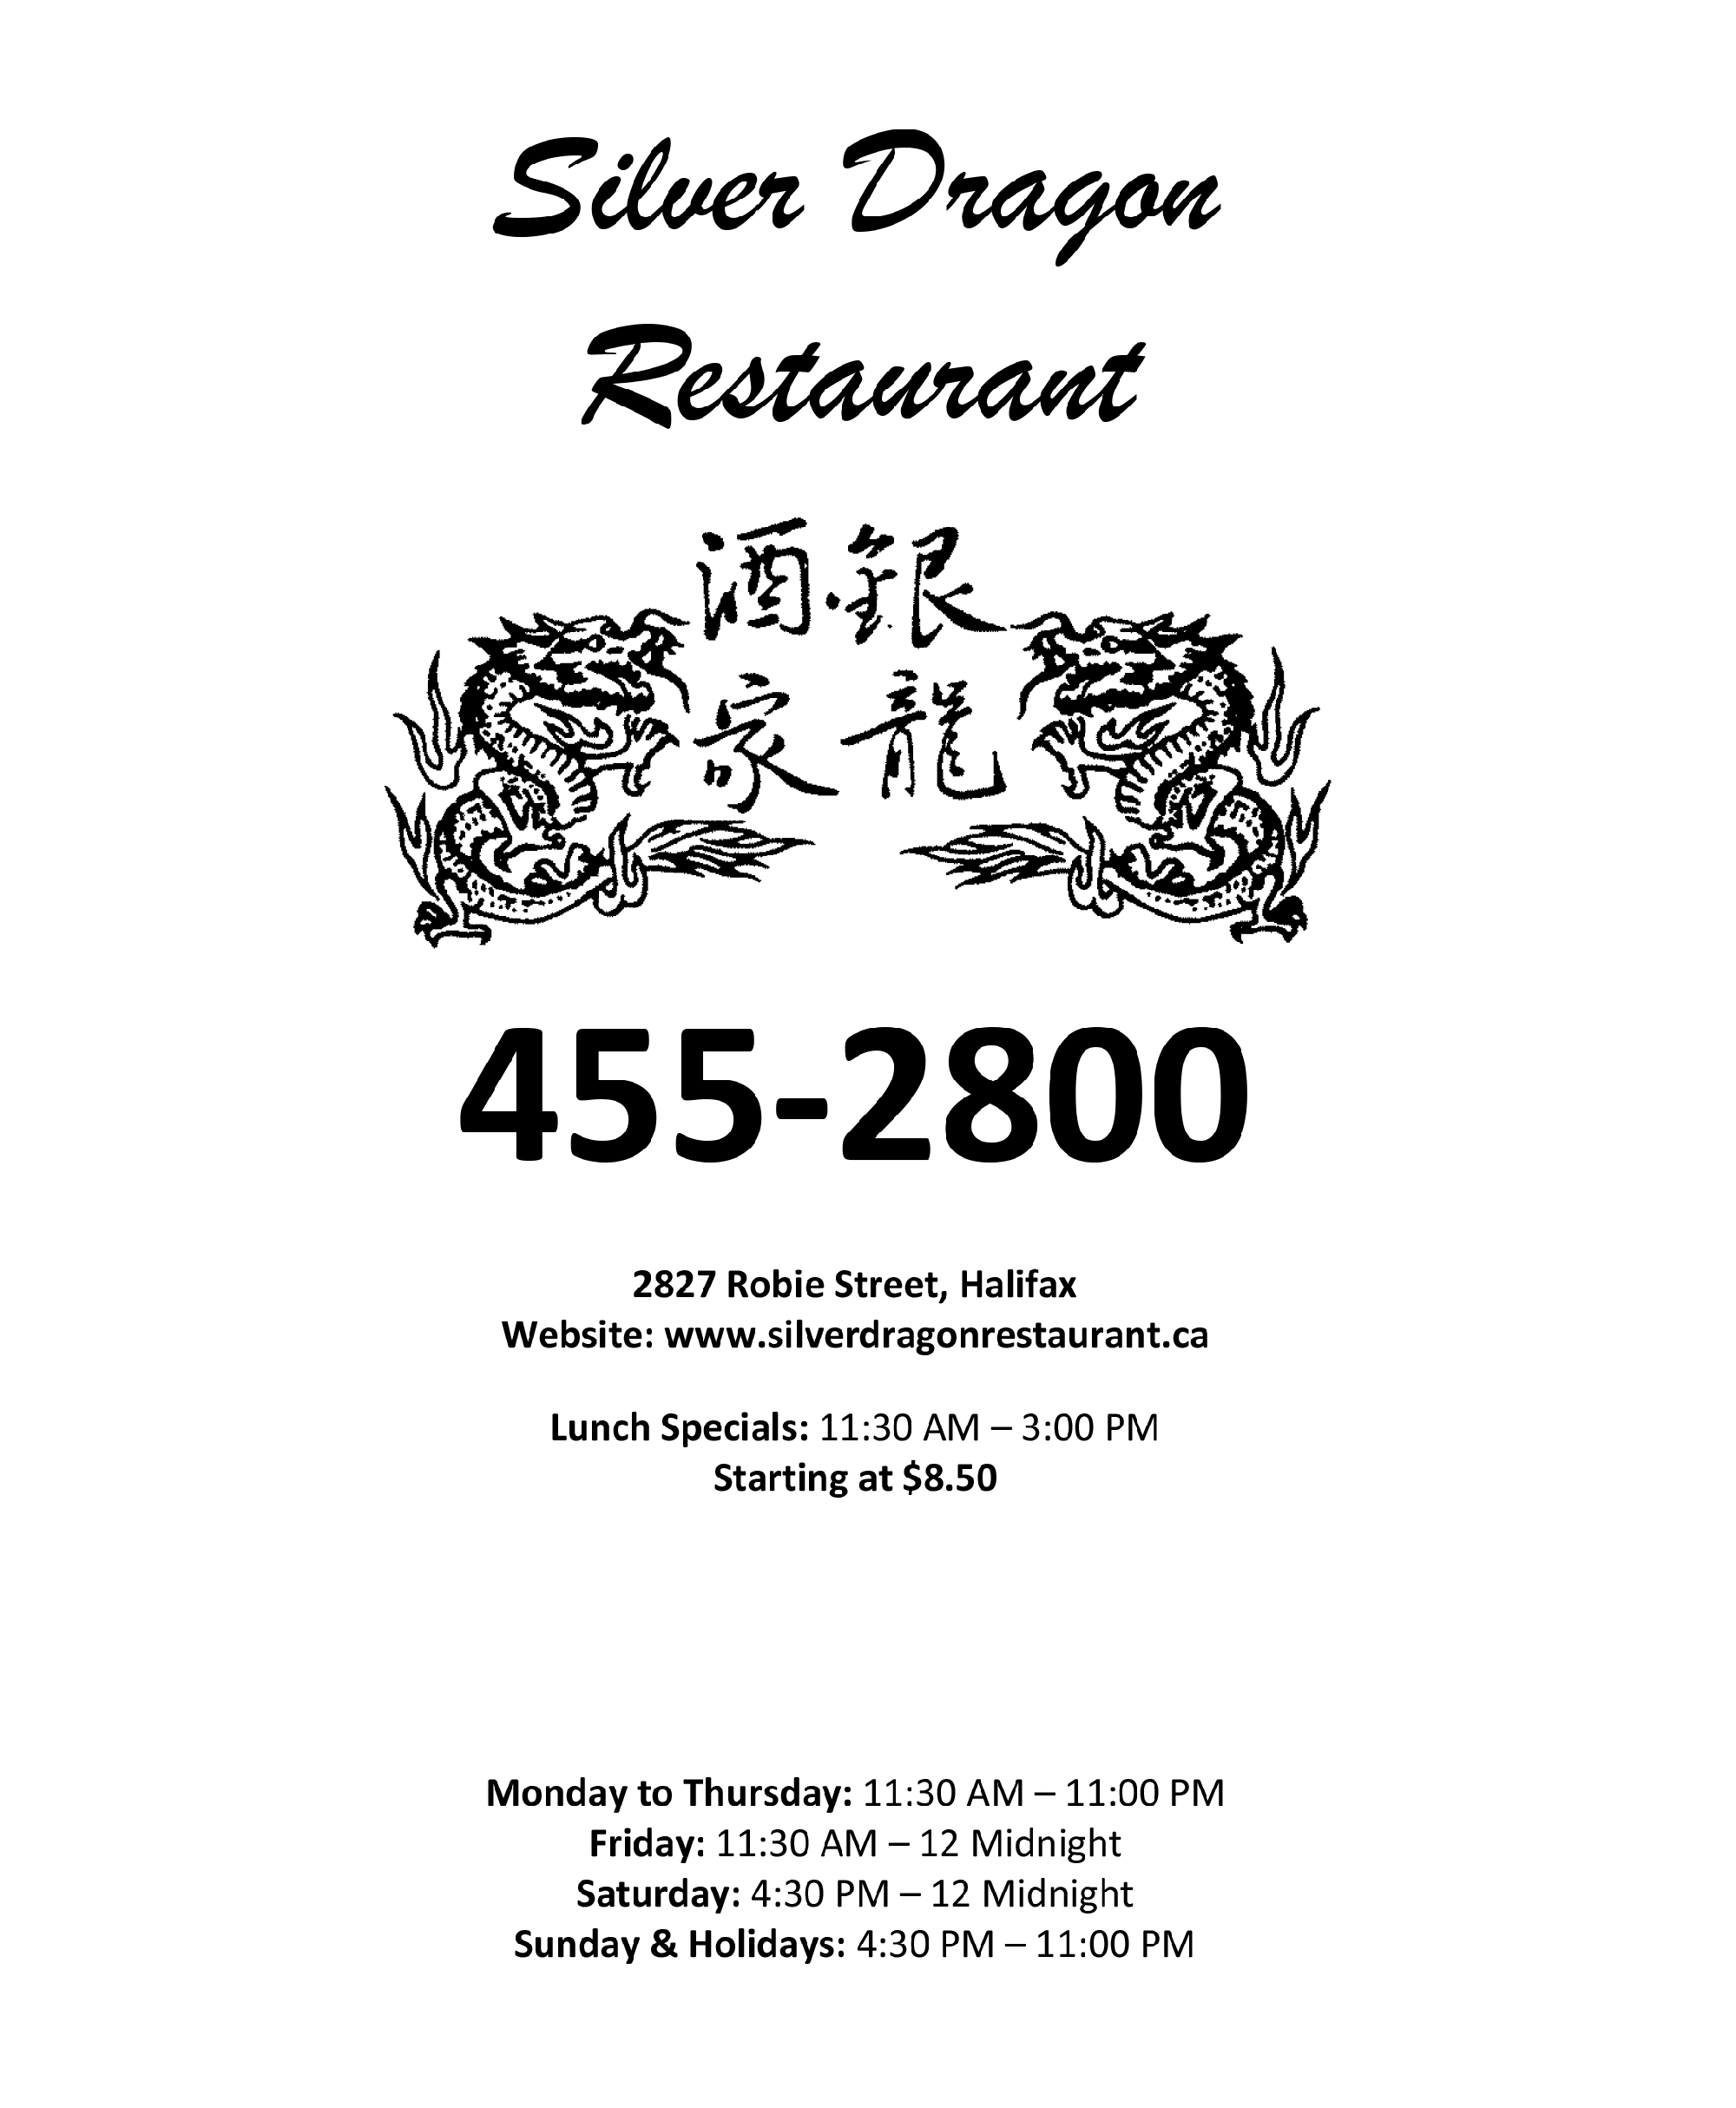 Silver Dragon
Restaurant
銀龍
酒家
455-2800
2827 Robie Street, Halifax
Website: www.silverdragonrestaurant.ca
Lunch Specials: 11:30 AM – 3:00 PM
Starting at $8.50
Monday to Thursday: 11:30 AM – 11:00 PM
Friday: 11:30 AM – 12 Midnight
Saturday: 4:30 PM – 12 Midnight
Sunday & Holidays: 4:30 PM – 11:00 PM